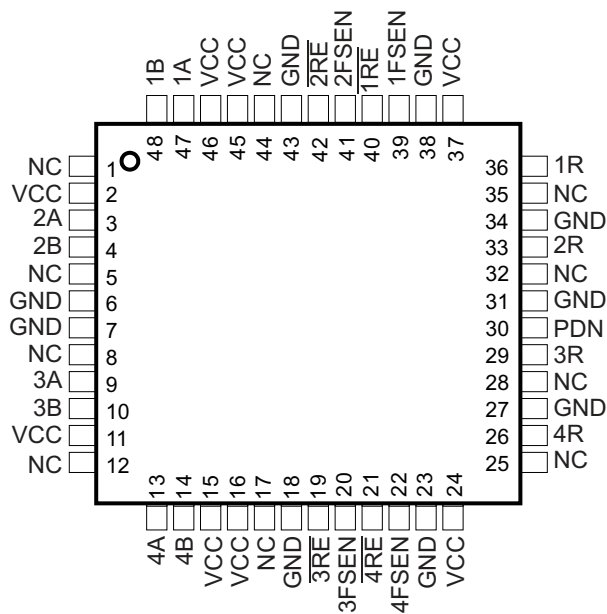 1B 1A VCC VCC NC GND 2R̅E̅ 2FSEN 1R̅E̅ 1FSEN GND VCC
48 47 46 45 44 43 42 41 40 39 38 37
NC 1 36 1R
VCC 2 35 NC
2A 3 34 GND
2B 4 33 2R
NC 5 32 NC
GND 6 31 GND
GND 7 30 PDN
NC 8 29 3R
3A 9 28 NC
3B 10 27 GND
VCC 11 26 4R
NC 12 25 NC
13 14 15 16 17 18 19 20 21 22 23 24
4A 4B VCC VCC NC GND 3R̅E̅ 3FSEN 4R̅E̅ 4FSEN GND VCC